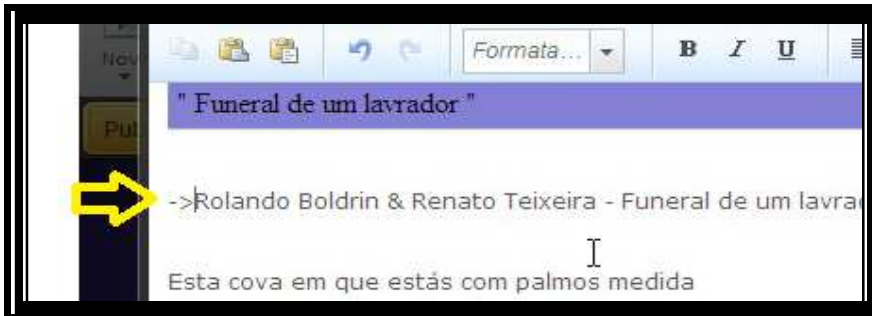 Formata...
B I U
" Funeral de um lavrador "
Pub
->Rolando Boldrin & Renato Teixeira - Funeral de um lavra
Esta cova em que estás com palmos medida